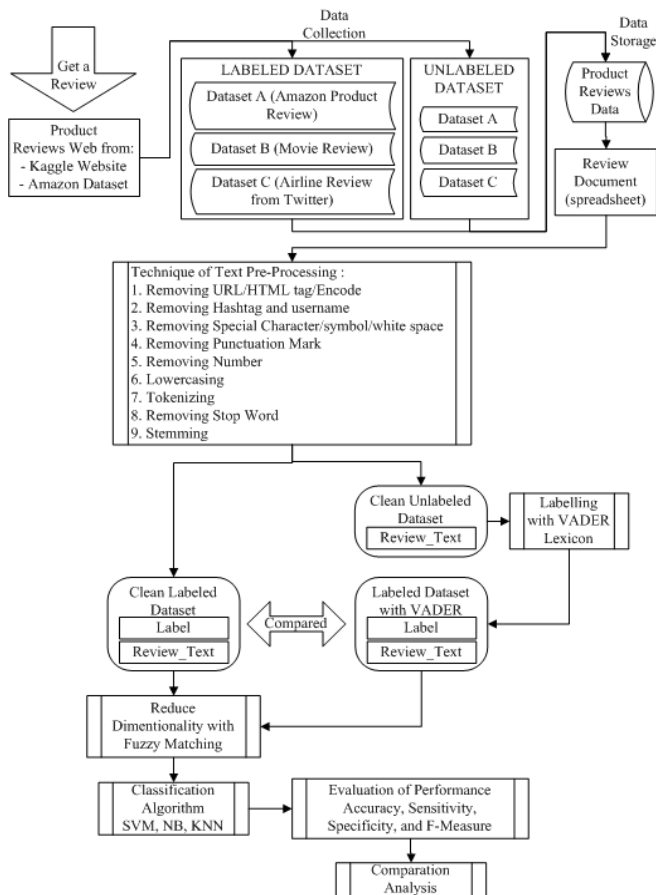 Data
Collection
Data
Storage
Get a
Review
LABELED DATASET
Dataset A (Amazon Product
Review)
Dataset B (Movie Review)
Dataset C (Airline Review
from Twitter)
UNLABELED
DATASET
Dataset A
Dataset B
Dataset C
Product
Reviews
Data
Product
Reviews Web from:
- Kaggle Website
- Amazon Dataset
Review
Document
(spreadsheet)
Technique of Text Pre-Processing :
1. Removing URL/HTML tag/Encode
2. Removing Hashtag and username
3. Removing Special Character/symbol/white space
4. Removing Punctuation Mark
5. Removing Number
6. Lowercasing
7. Tokenizing
8. Removing Stop Word
9. Stemming
Clean Unlabeled
Dataset
Review_Text
Labelling
with VADER
Lexicon
Clean Labeled
Dataset
Label
Review_Text
Compared
Labeled Dataset
with VADER
Label
Review_Text
Reduce
Dimentionality with
Fuzzy Matching
Classification
Algorithm
SVM, NB, KNN
Evaluation of Performance
Accuracy, Sensitivity,
Specificity, and F-Measure
Comparation
Analysis